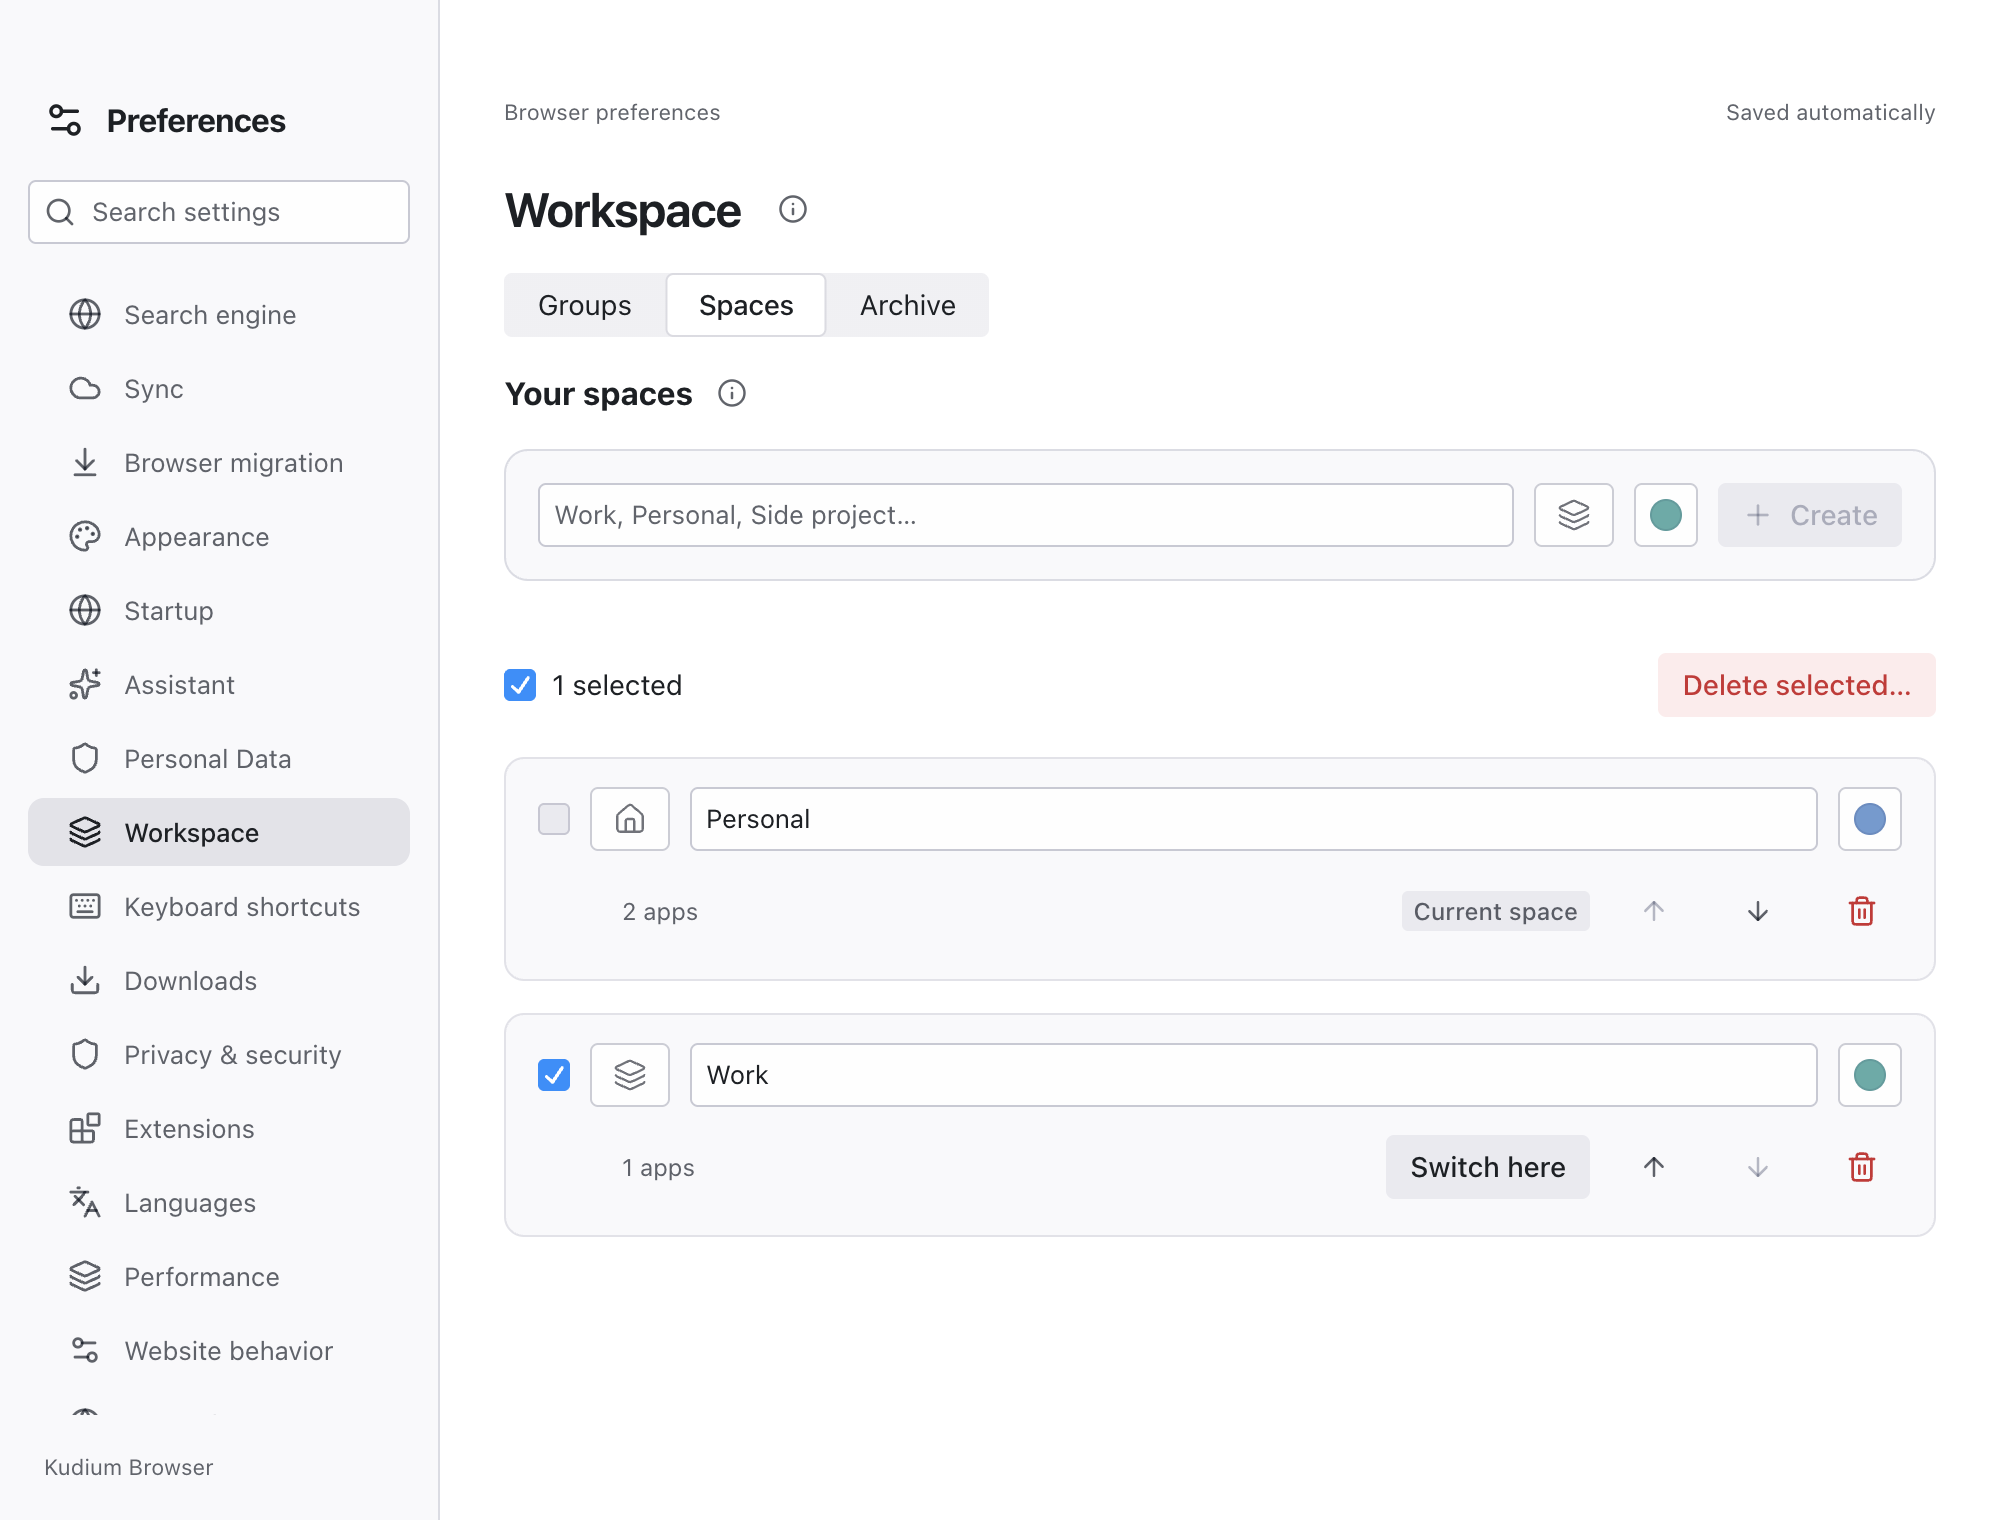 Preferences
Search settings
Search engine
Sync
Browser migration
Appearance
Startup
Assistant
Personal Data
Workspace
Keyboard shortcuts
Downloads
Privacy & security
Extensions
Languages
Performance
Website behavior
Kudium Browser
Browser preferences
Saved automatically
Workspace
Groups
Spaces
Archive
Your spaces
Work, Personal, Side project...
Create
1 selected
Delete selected...
Personal
2 apps
Current space
Work
1 apps
Switch here